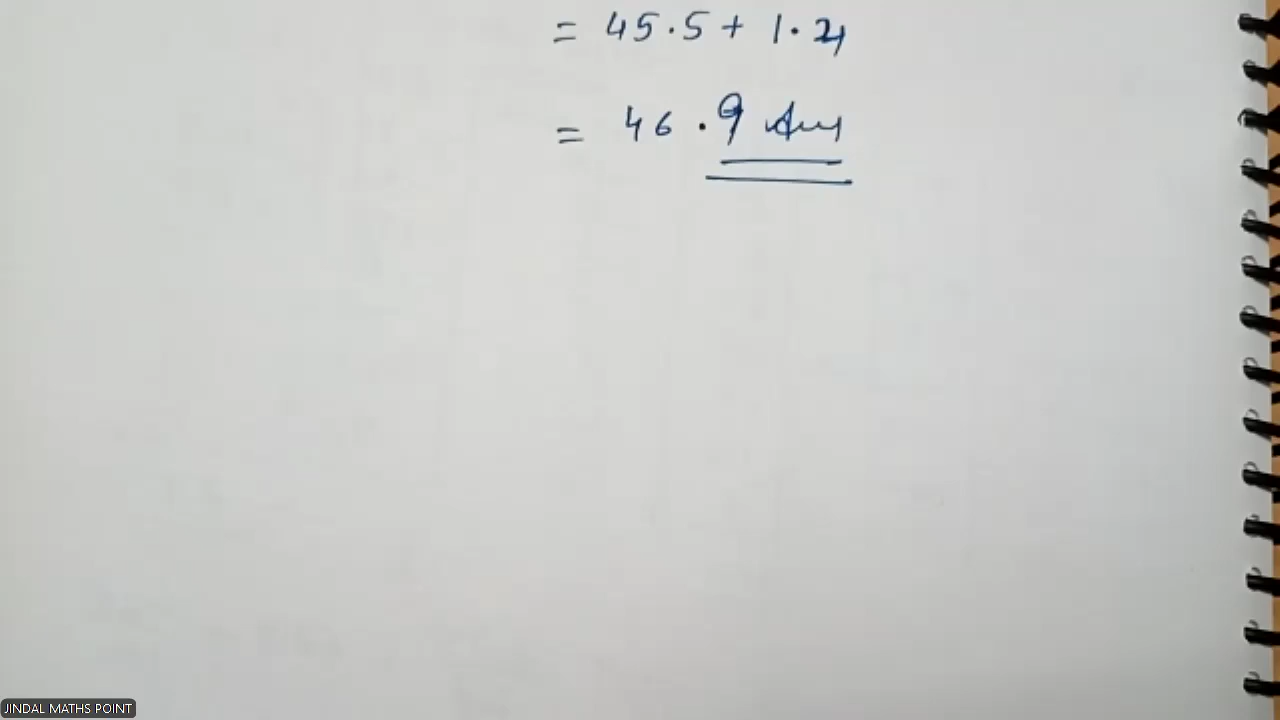 = 45.5 + 1.4
= 46.9 Ans
JINDAL MATHS POINT